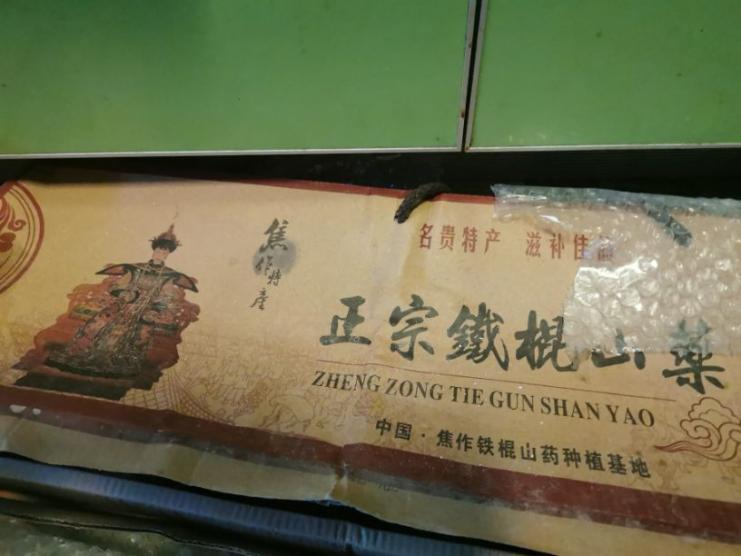 焦作特產
名贵特产 滋补佳品
正宗鐵棍山藥
ZHENG ZONG TIE GUN SHAN YAO
中国·焦作铁棍山药种植基地